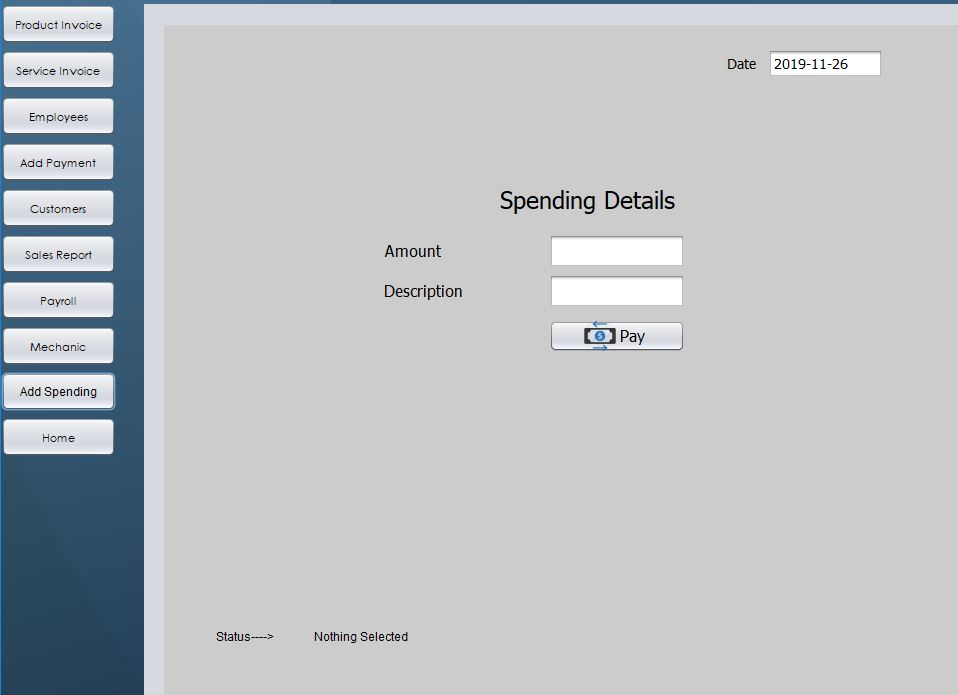 Product Invoice
Service Invoice
Employees
Add Payment
Customers
Sales Report
Payroll
Mechanic
Add Spending
Home
Date 2019-11-26
Spending Details
Amount
Description
$ Pay
Status----> Nothing Selected